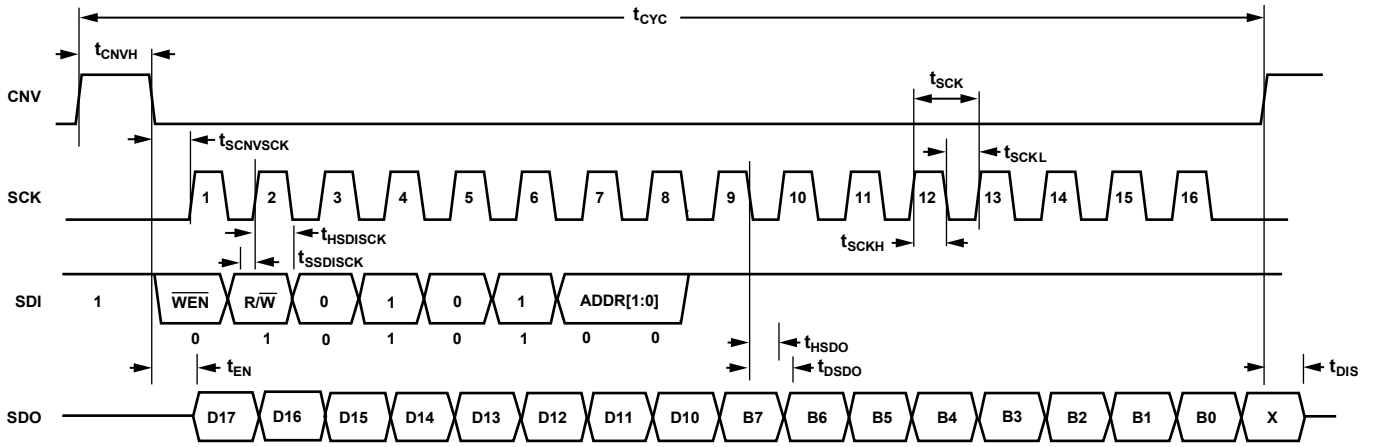 tCYC
tCNVH
CNV
tSCK
tSCNVSCK
tSCKL
SCK 1 2 3 4 5 6 7 8 9 10 11 12 13 14 15 16
tHSDISCK
tSCKH
tSSDISCK
SDI 1 WEN R/W 0 1 0 1 ADDR[1:0]
0 1 0 1 0 1 0 0
tHSDO
tEN
tDSDO
tDIS
SDO D17 D16 D15 D14 D13 D12 D11 D10 B7 B6 B5 B4 B3 B2 B1 B0 X